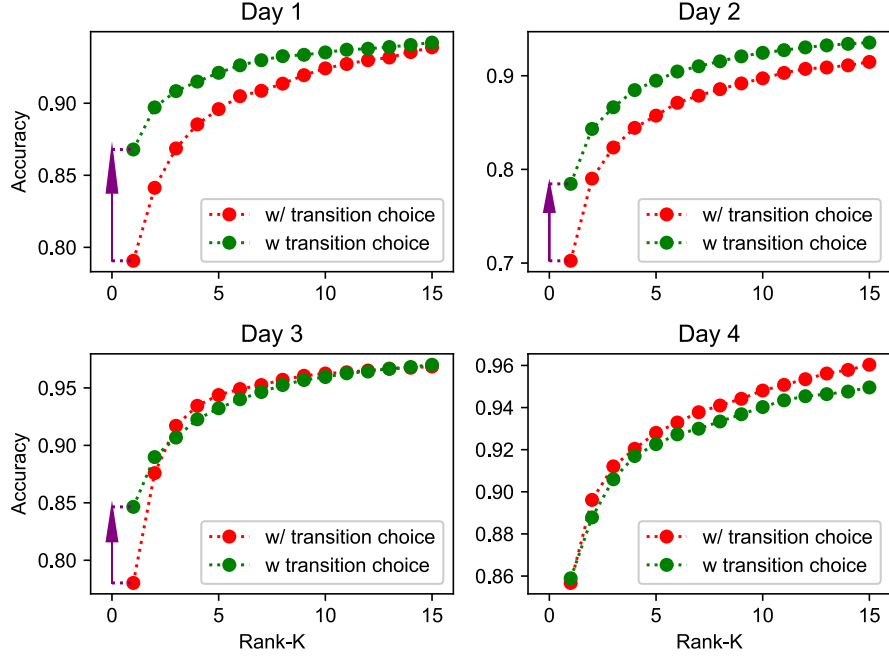 Day 1
Accuracy
0.90
0.85
0.80
0 5 10 15
w/ transition choice
w transition choice
Day 2
0.9
0.8
0.7
0 5 10 15
w/ transition choice
w transition choice
Day 3
Accuracy
0.95
0.90
0.85
0.80
0 5 10 15
Rank-K
w/ transition choice
w transition choice
Day 4
0.96
0.94
0.92
0.90
0.88
0.86
0 5 10 15
Rank-K
w/ transition choice
w transition choice